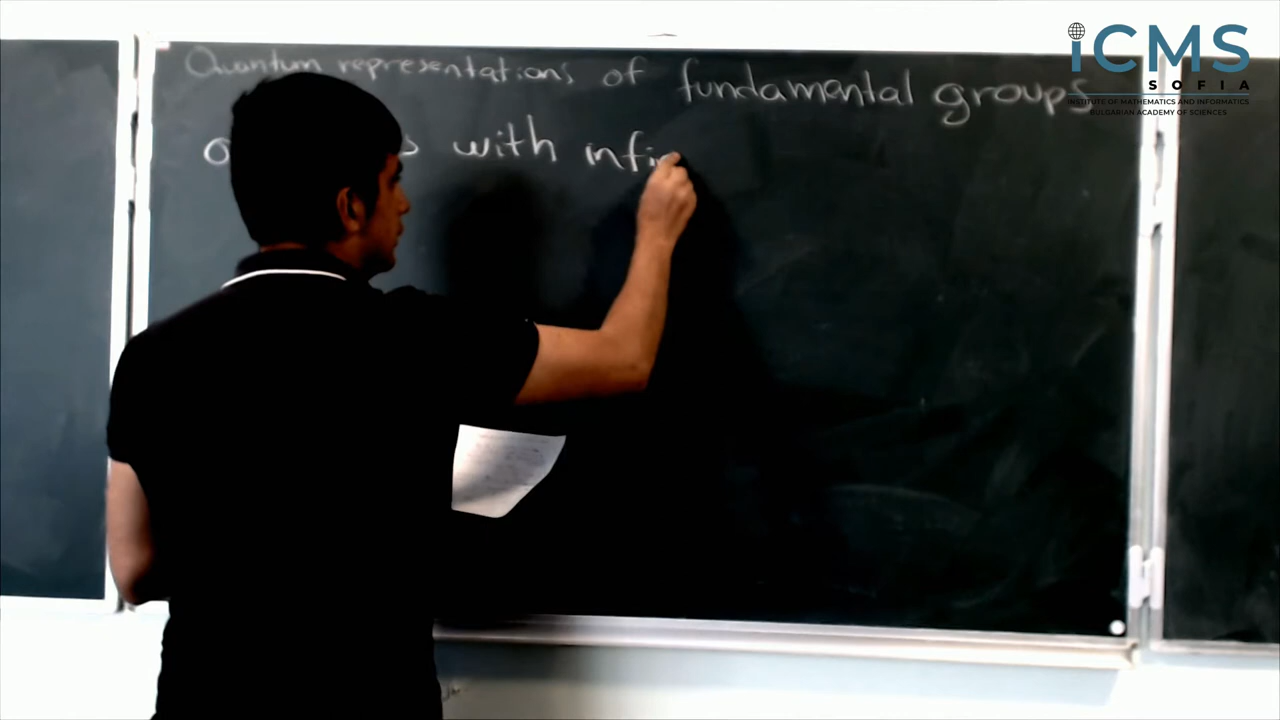 Quantum representations of fundamental groups
with infi
iCMS
SOFIA
INSTITUTE OF MATHEMATICS AND INFORMATICS
BULGARIAN ACADEMY OF SCIENCES